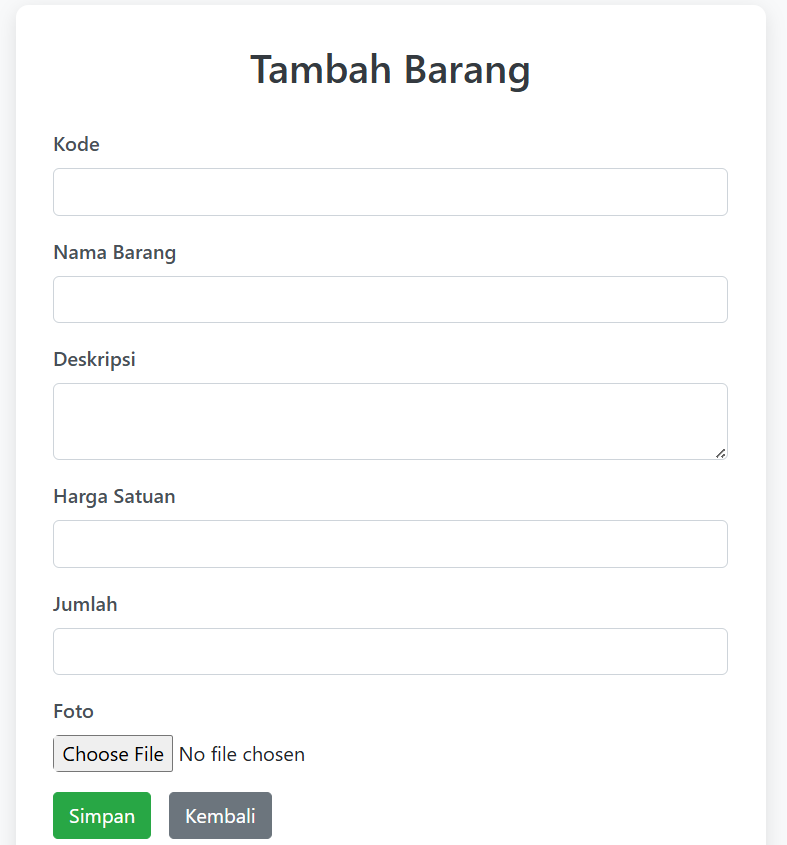 Tambah Barang
Kode
Nama Barang
Deskripsi
Harga Satuan
Jumlah
Foto
Choose File No file chosen
Simpan Kembali